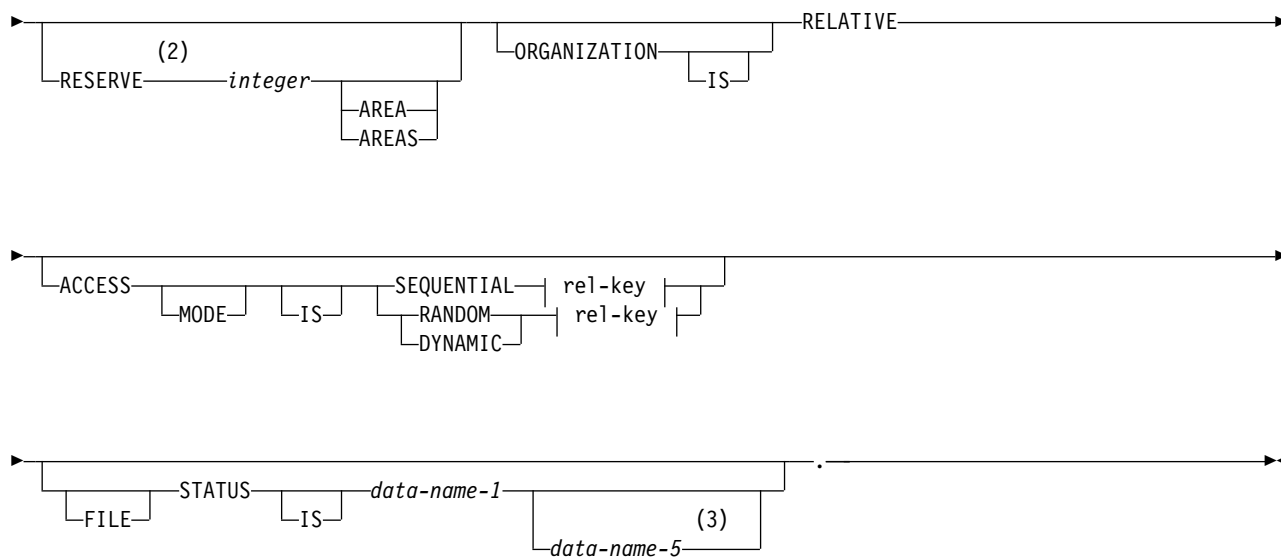 RELATIVE
(2)
ORGANIZATION
RESERVE integer IS
AREA
AREAS
ACCESS SEQUENTIAL rel-key
MODE IS RANDOM rel-key
DYNAMIC
.
STATUS data-name-1
FILE IS (3)
data-name-5